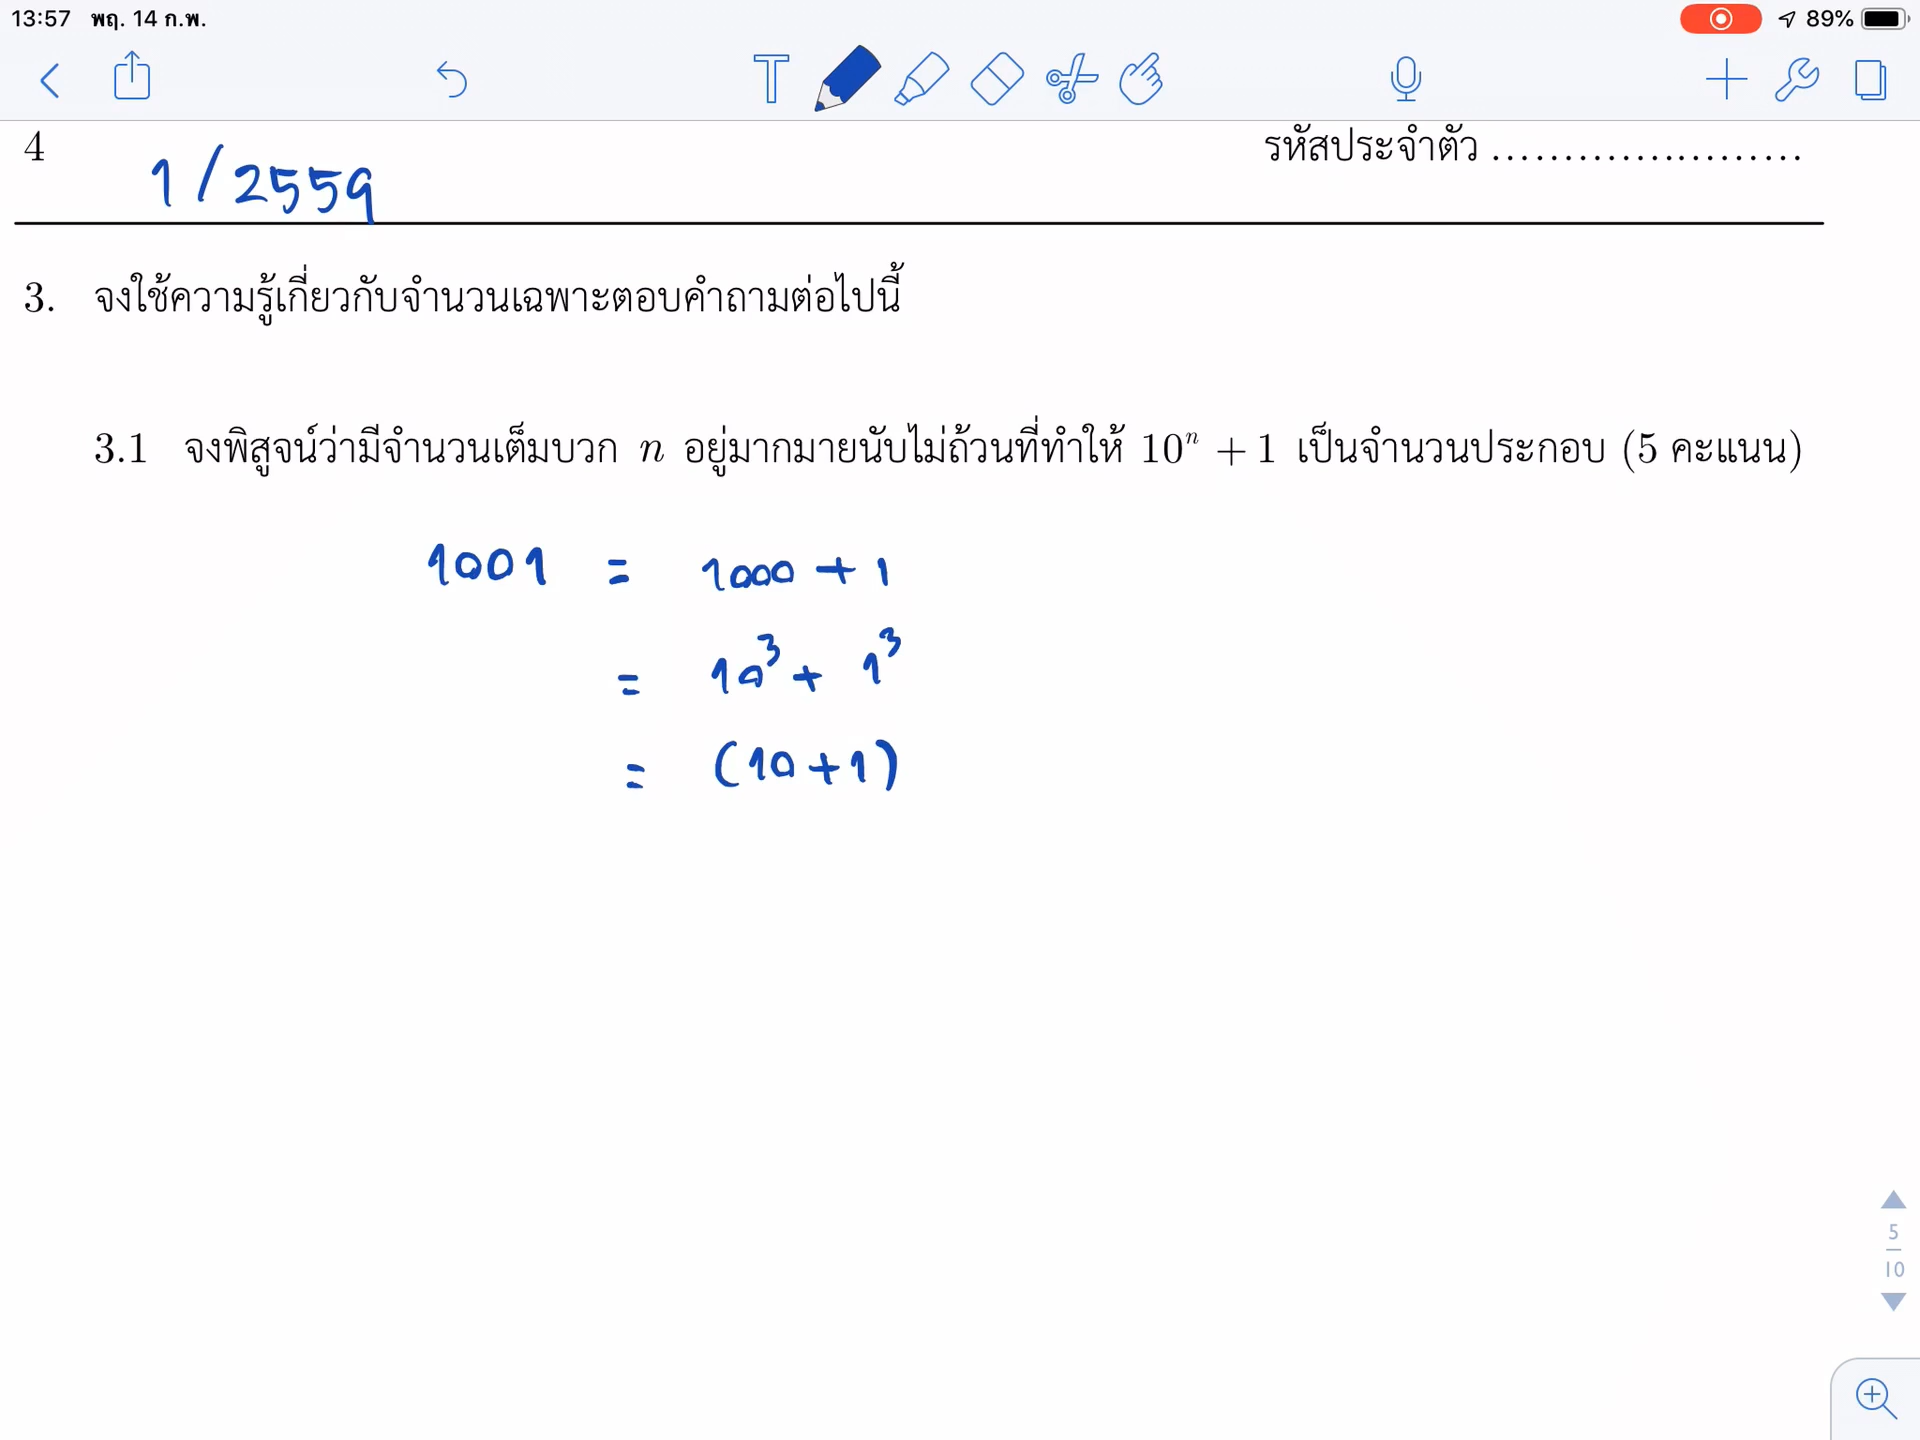 13:57 พฤ. 14 ก.พ. 89%
4 รหัสประจำตัว ......................
1/2559
3. จงใช้ความรู้เกี่ยวกับจำนวนเฉพาะตอบคำถามต่อไปนี้
3.1 จงพิสูจน์ว่ามีจำนวนเต็มบวก n อยู่มากมายนับไม่ถ้วนที่ทำให้ 10ⁿ + 1 เป็นจำนวนประกอบ (5 คะแนน)
1001 = 1000 + 1
= 10³ + 1³
= (10 + 1)
5
10